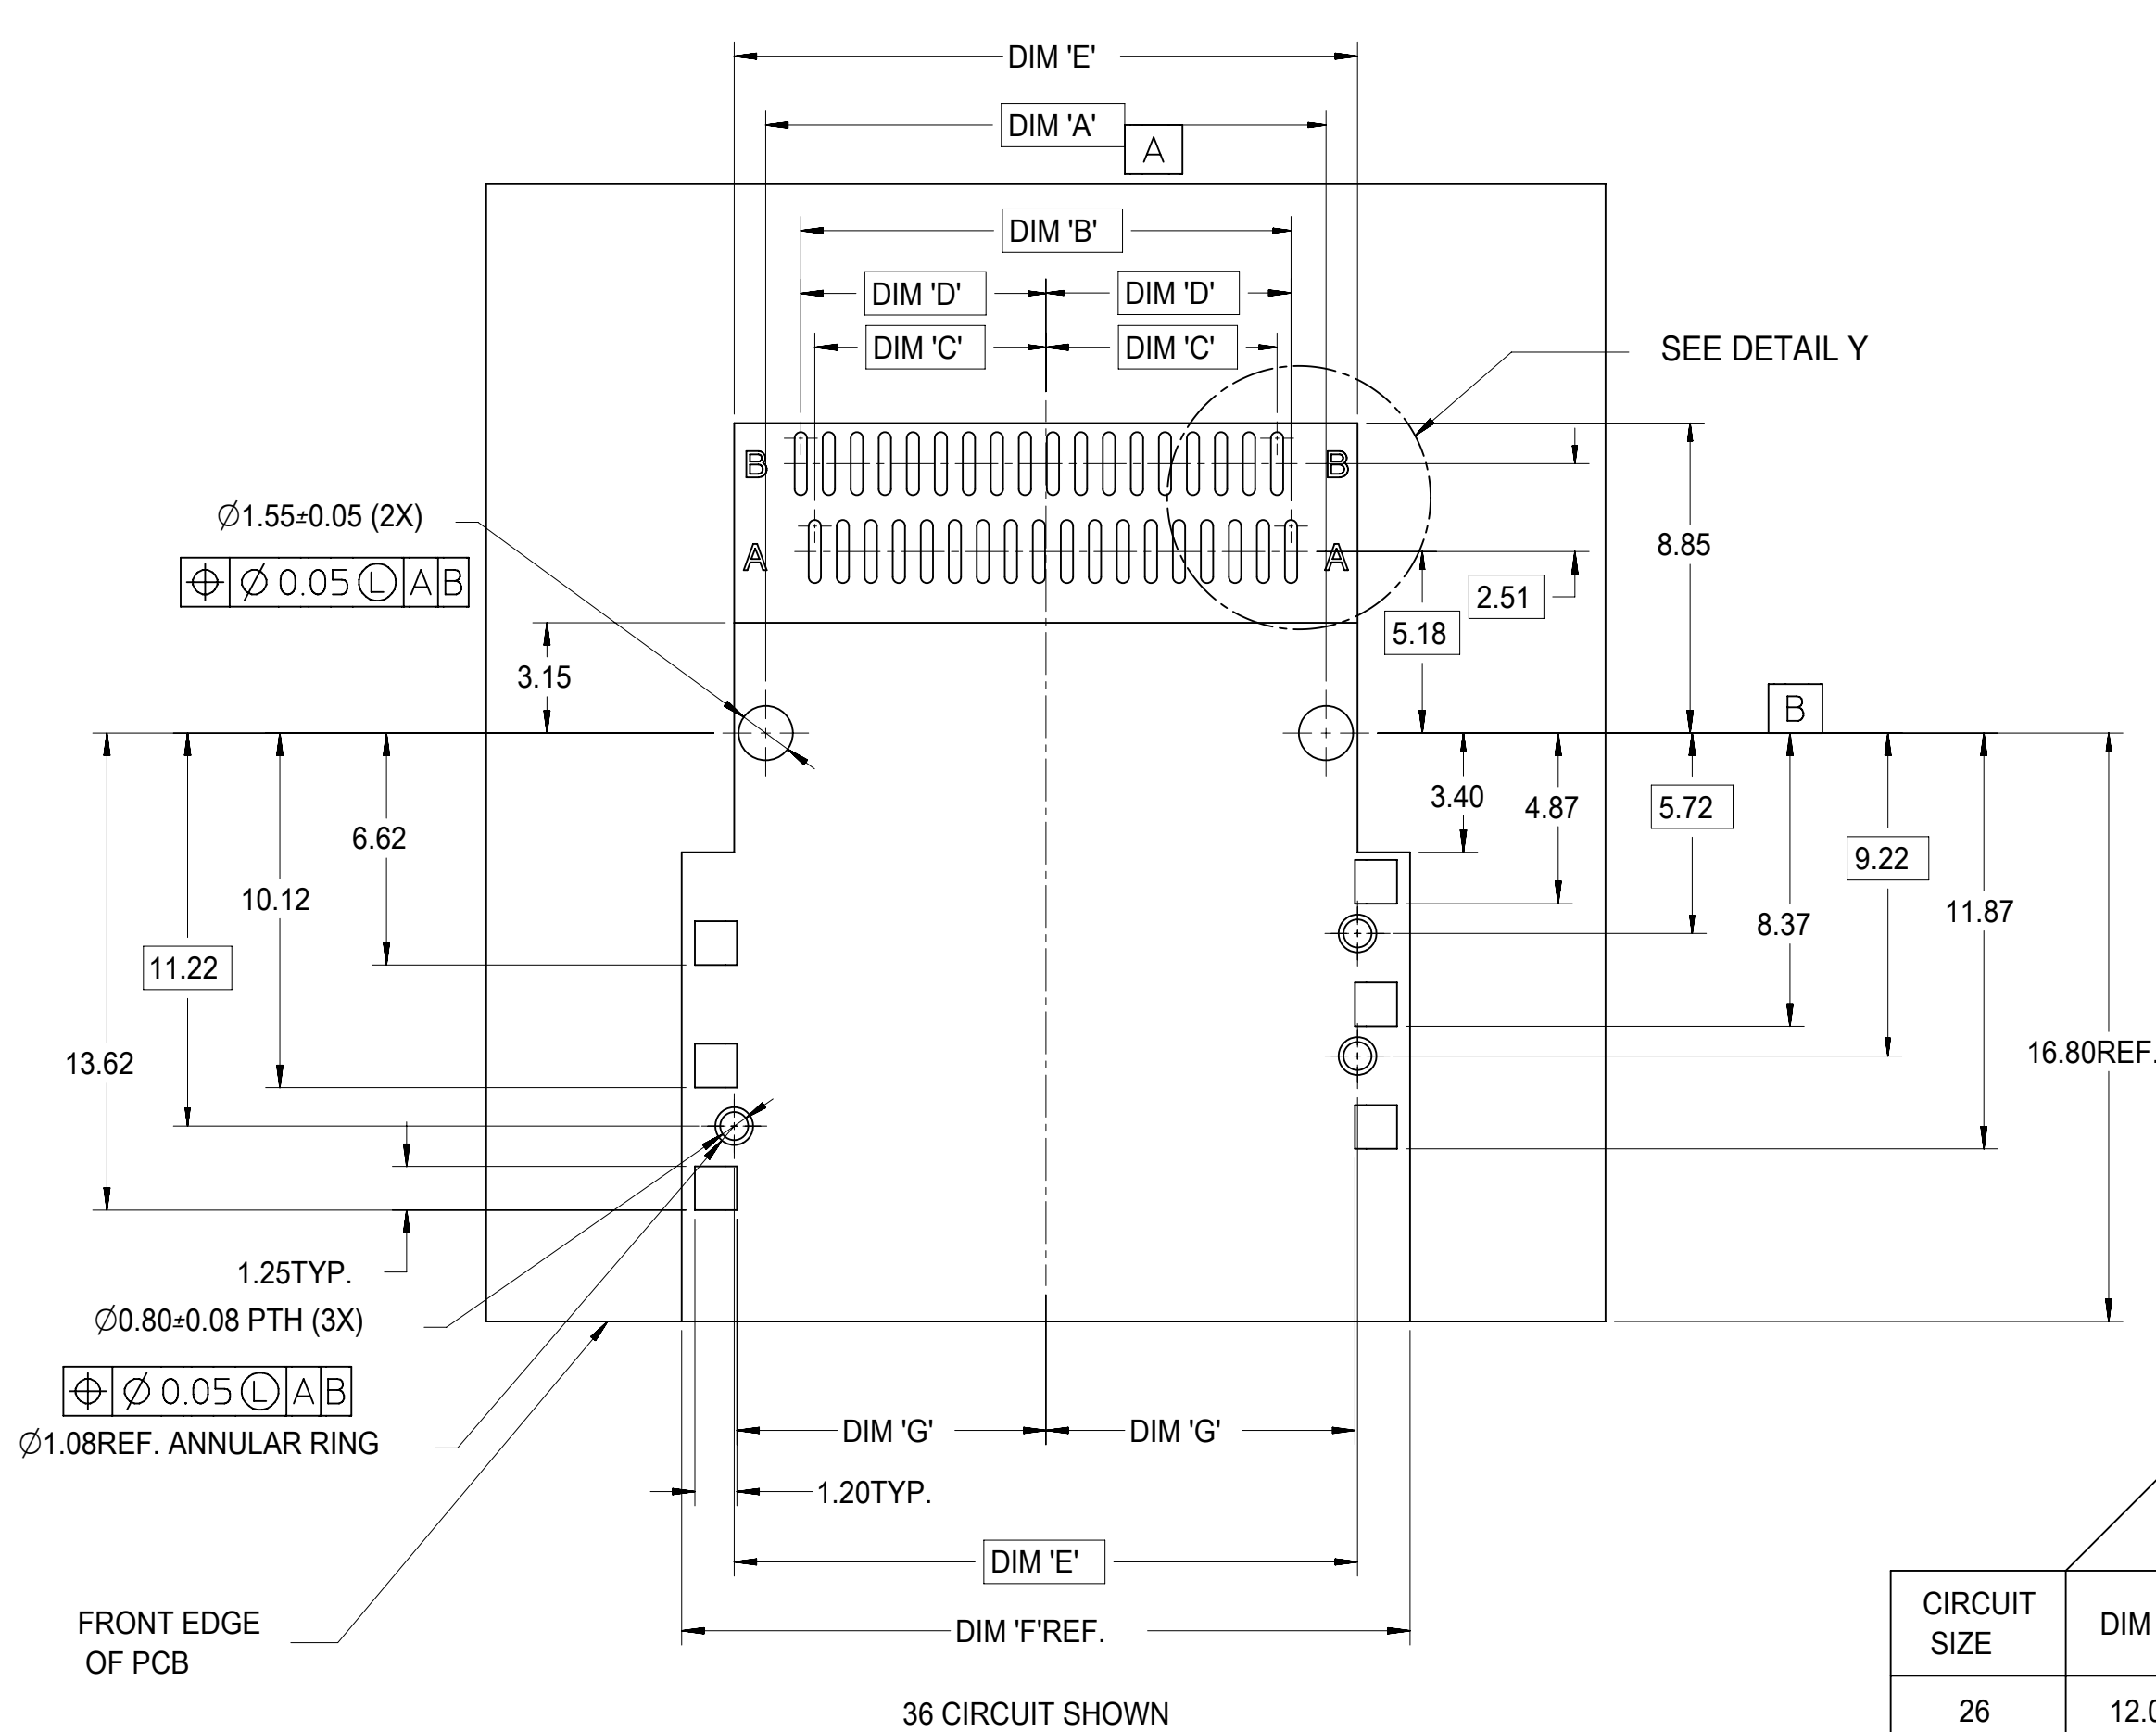 DIM 'E'
DIM 'A'
A
DIM 'B'
DIM 'D' DIM 'D'
DIM 'C' DIM 'C'
SEE DETAIL Y
B B
A A
Ø1.55±0.05 (2X)
⌖ Ø 0.05 Ⓛ A B
8.85
2.51
5.18
3.15
B
3.40
4.87
5.72
6.62
9.22
10.12
11.87
8.37
11.22
13.62
16.80REF.
1.25TYP.
Ø0.80±0.08 PTH (3X)
⌖ Ø 0.05 Ⓛ A B
Ø1.08REF. ANNULAR RING
DIM 'G' DIM 'G'
1.20TYP.
DIM 'E'
FRONT EDGE
OF PCB
DIM 'F'REF.
36 CIRCUIT SHOWN
CIRCUIT
SIZE
DIM
26 12.0